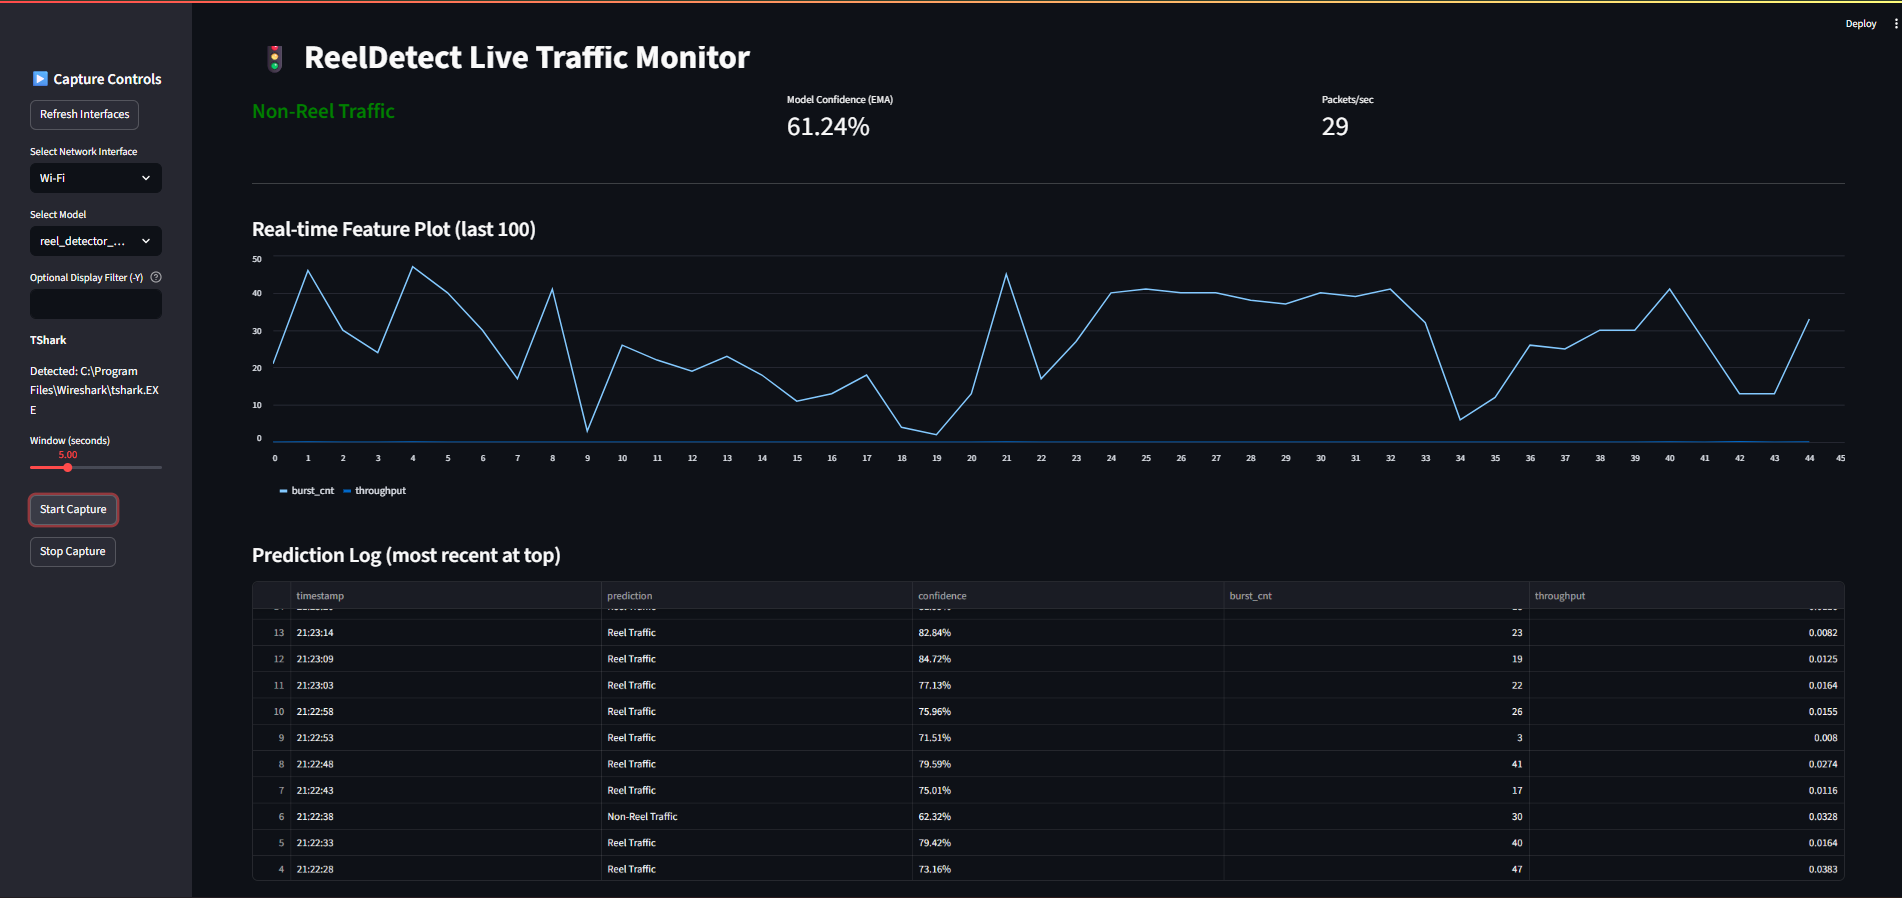 Deploy
Capture Controls
Refresh Interfaces
Select Network Interface
Wi-Fi
Select Model
reel_detector_...
Optional Display Filter (-Y)
TShark
Detected: C:\Program
Files\Wireshark\tshark.EX
E
Window (seconds)
5.00
Start Capture
Stop Capture
ReelDetect Live Traffic Monitor
Non-Reel Traffic
Model Confidence (EMA)
61.24%
Packets/sec
29
Real-time Feature Plot (last 100)
50
40
30
20
10
0
0 1 2 3 4 5 6 7 8 9 10 11 12 13 14 15 16 17 18 19 20 21 22 23 24 25 26 27 28 29 30 31 32 33 34 35 36 37 38 39 40 41 42 43 44 45
burst_cnt throughput
Prediction Log (most recent at top)
timestamp prediction confidence burst_cnt throughput
13 21:23:14 Reel Traffic 82.84% 23 0.0082
12 21:23:09 Reel Traffic 84.72% 19 0.0125
11 21:23:03 Reel Traffic 77.13% 22 0.0164
10 21:22:58 Reel Traffic 75.96% 26 0.0155
9 21:22:53 Reel Traffic 71.51% 3 0.008
8 21:22:48 Reel Traffic 79.59% 41 0.0274
7 21:22:43 Reel Traffic 75.01% 17 0.0116
6 21:22:38 Non-Reel Traffic 62.32% 30 0.0328
5 21:22:33 Reel Traffic 79.42% 40 0.0164
4 21:22:28 Reel Traffic 73.16% 47 0.0383